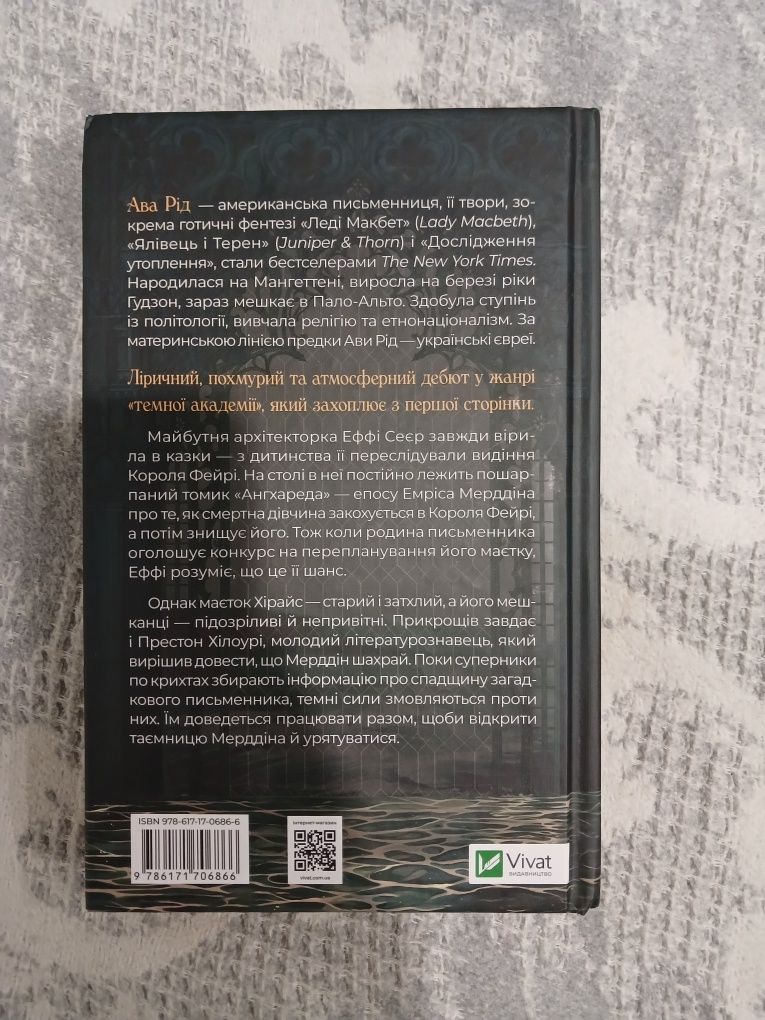 Ава Рід — американська письменниця, її твори, зо-
крема готичні фентезі «Леді Макбет» (Lady Macbeth),
«Ялівець і Терен» (Juniper & Thorn) і «Дослідження
утоплення», стали бестселерами The New York Times.
Народилася на Мангеттені, виросла на березі ріки
Гудзон, зараз мешкає в Пало-Альто. Здобула ступінь
із політології, вивчала релігію та етнонаціоналізм. За
материнською лінією предки Ави Рід — українські євреї.
Ліричний, похмурий та атмосферний дебют у жанрі
«темної академії», який захоплює з першої сторінки.
Майбутня архітекторка Еффі Сеєр завжди віри-
ла в казки — з дитинства її переслідували видіння
Короля Фейрі. На столі в неї постійно лежить пошар-
паний томик «Ангхареда» — епосу Емріса Мерддіна
про те, як смертна дівчина закохується в Короля Фейрі,
а потім знищує його. Тож коли родина письменника
оголошує конкурс на перепланування його маєтку,
Еффі розуміє, що це її шанс.
Однак маєток Хірайс — старий і затхлий, а його меш-
канці — підозріливі й непривітні. Прикрощів завдає
і Престон Хілоурі, молодий літературознавець, який
вирішив довести, що Мерддін шахрай. Поки суперники
по крихтах збирають інформацію про спадщину загад-
кового письменника, темні сили змовляються проти
них. Їм доведеться працювати разом, щоби відкрити
таємницю Мерддіна й урятуватися.
ISBN 978-617-17-0686-6
9 786171 706866
інтернет-магазин
vivat.com.ua
Vivat
ВИДАВНИЦТВО